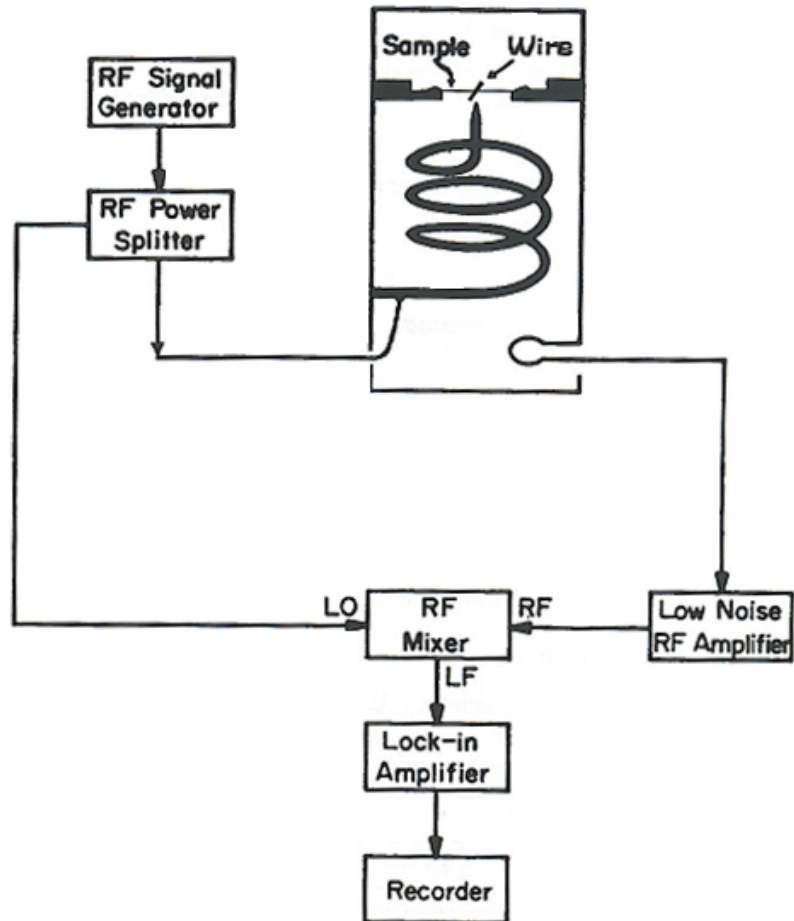 Sample Wire
RF Signal
Generator
RF Power
Splitter
LO
RF
Mixer
RF
Low Noise
RF Amplifier
LF
Lock-in
Amplifier
Recorder